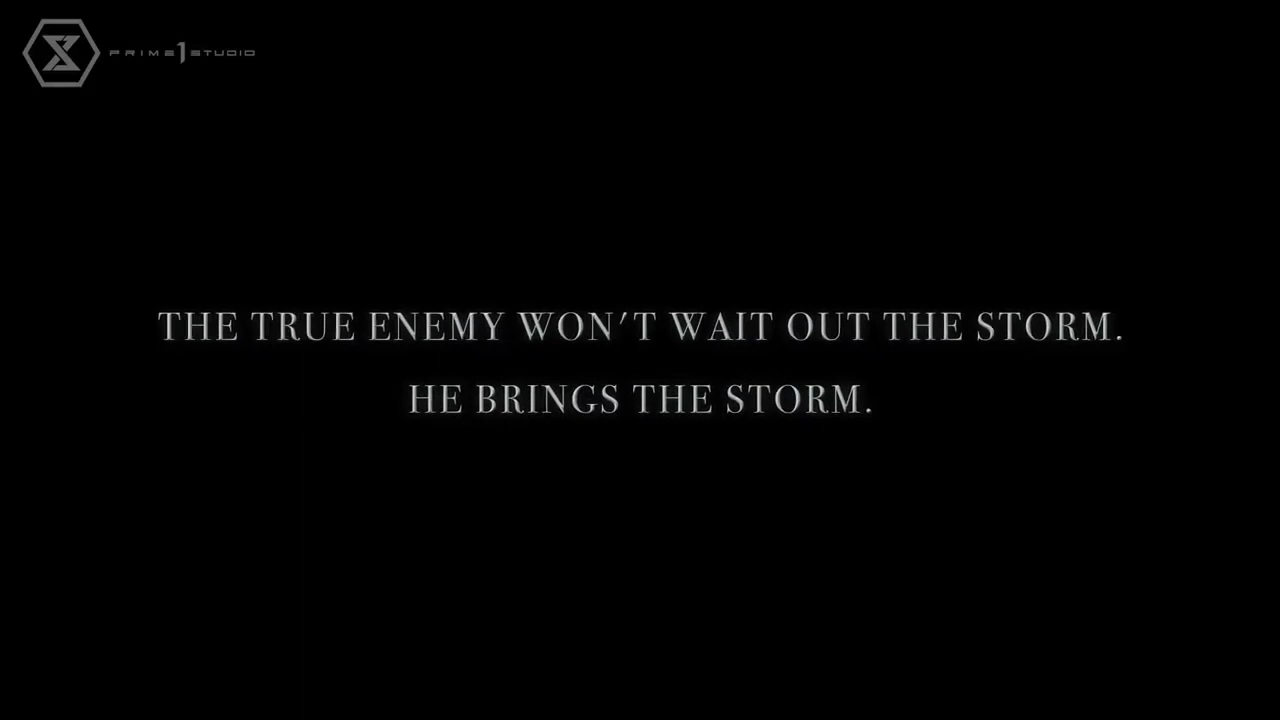 PRIME1STUDIO
THE TRUE ENEMY WON'T WAIT OUT THE STORM.
HE BRINGS THE STORM.